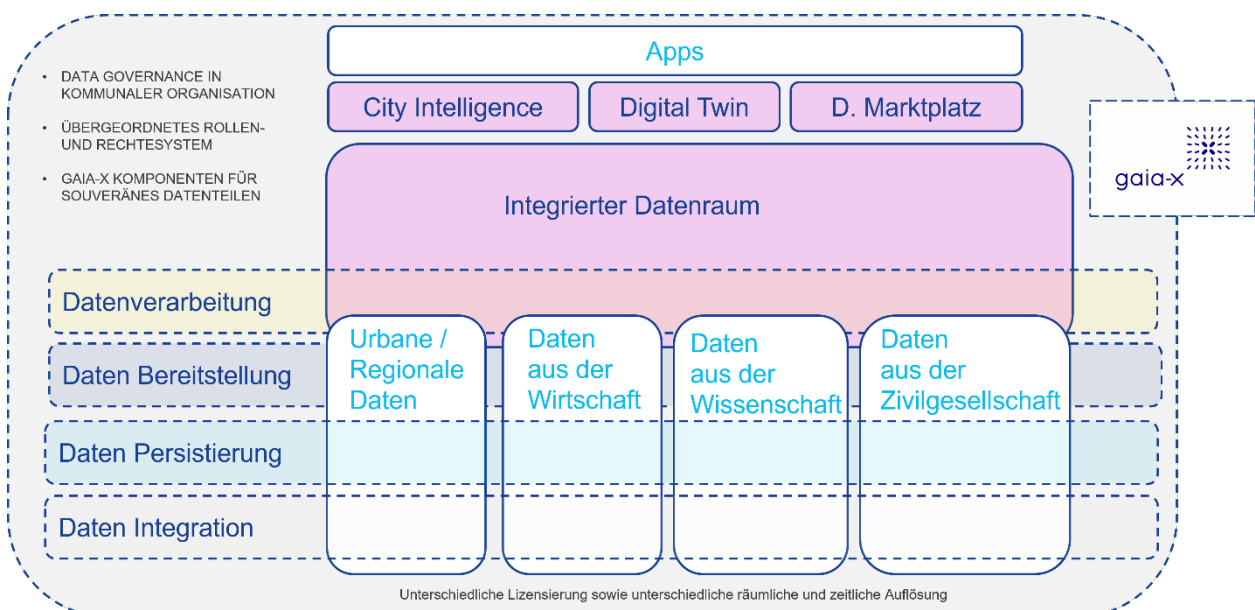 Apps
• DATA GOVERNANCE IN
KOMMUNALER ORGANISATION
• ÜBERGEORDNETES ROLLEN-
UND RECHTESYSTEM
• GAIA-X KOMPONENTEN FÜR
SOUVERÄNES DATENTEILEN
City Intelligence
Digital Twin
D. Marktplatz
gaia-x
Integrierter Datenraum
Datenverarbeitung
Daten Bereitstellung
Daten Persistierung
Daten Integration
Urbane /
Regionale
Daten
Daten
aus der
Wirtschaft
Daten
aus der
Wissenschaft
Daten
aus der
Zivilgesellschaft
Unterschiedliche Lizensierung sowie unterschiedliche räumliche und zeitliche Auflösung